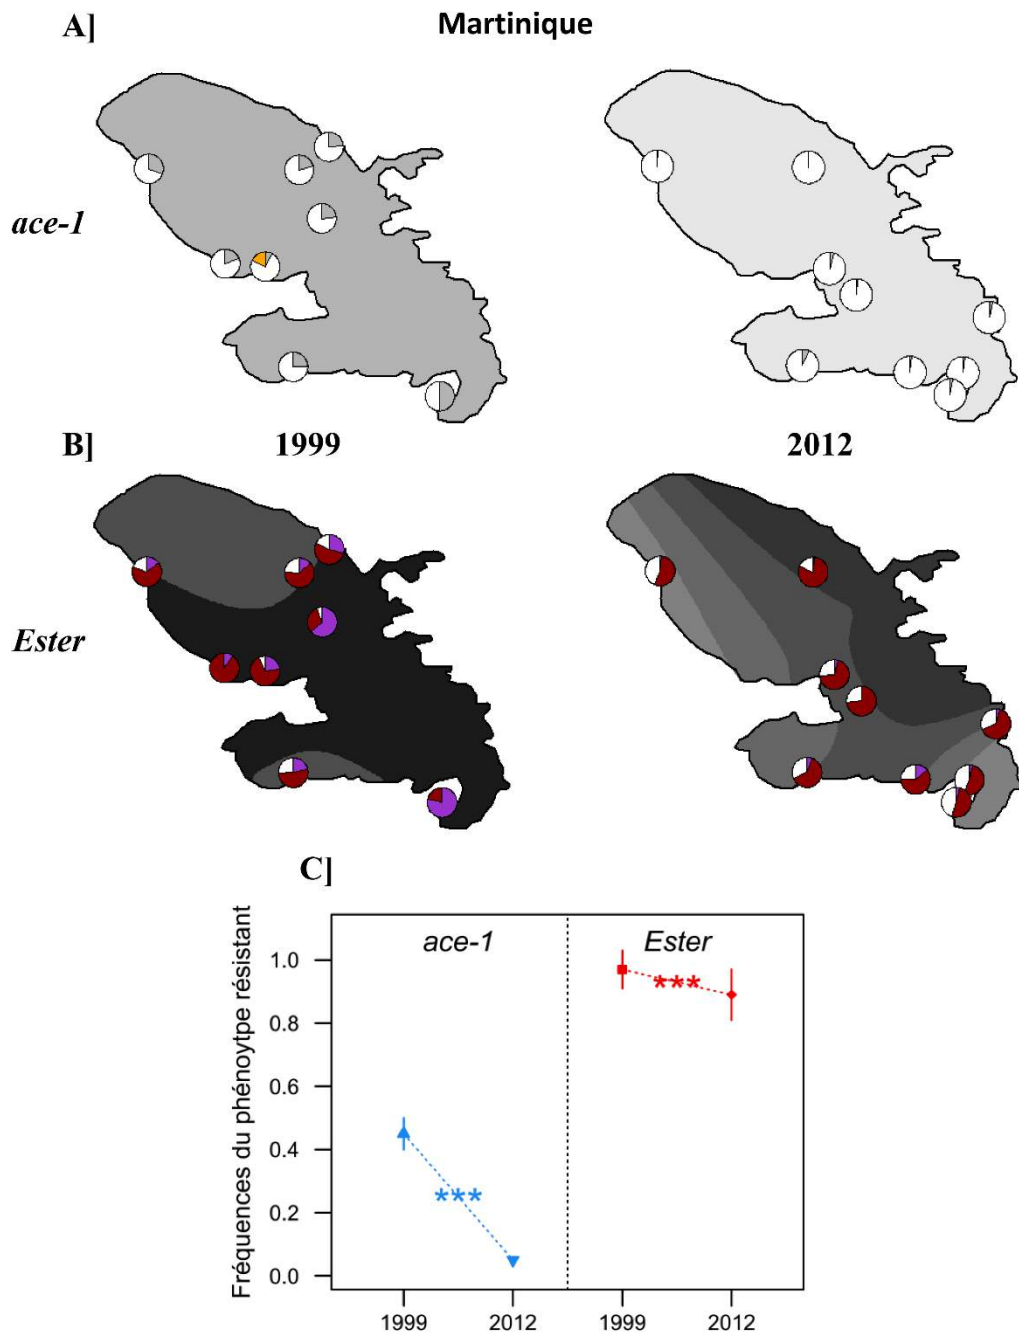 Martinique
A]
ace-1
B]
1999
2012
Ester
C]
Fréquences du phénoytpe résistant
ace-1
Ester
1.0
0.8
0.6
0.4
0.2
0.0
***
***
1999
2012
1999
2012